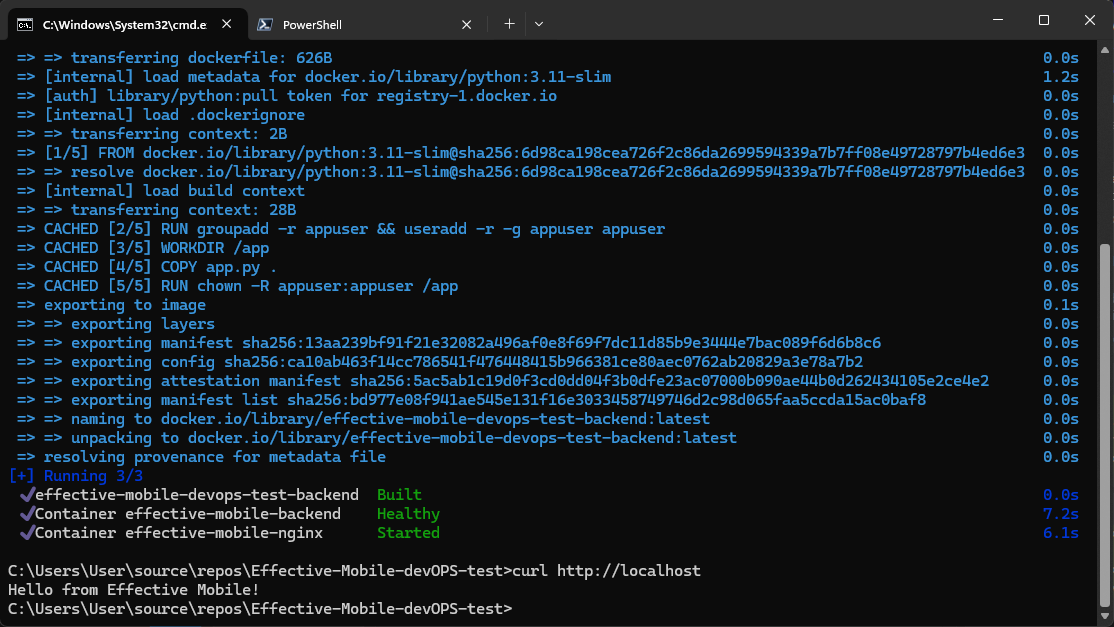 C:\Windows\System32\cmd.e
PowerShell
=> => transferring dockerfile: 626B 0.0s
=> [internal] load metadata for docker.io/library/python:3.11-slim 1.2s
=> [auth] library/python:pull token for registry-1.docker.io 0.0s
=> [internal] load .dockerignore 0.0s
=> => transferring context: 2B 0.0s
=> [1/5] FROM docker.io/library/python:3.11-slim@sha256:6d98ca198cea726f2c86da2699594339a7b7ff08e49728797b4ed6e3 0.0s
=> => resolve docker.io/library/python:3.11-slim@sha256:6d98ca198cea726f2c86da2699594339a7b7ff08e49728797b4ed6e3 0.0s
=> [internal] load build context 0.0s
=> => transferring context: 28B 0.0s
=> CACHED [2/5] RUN groupadd -r appuser && useradd -r -g appuser appuser 0.0s
=> CACHED [3/5] WORKDIR /app 0.0s
=> CACHED [4/5] COPY app.py . 0.0s
=> CACHED [5/5] RUN chown -R appuser:appuser /app 0.0s
=> exporting to image 0.1s
=> => exporting layers 0.0s
=> => exporting manifest sha256:13aa239bf91f21e32082a496af0e8f69f7dc11d85b9e3444e7bac089f6d6b8c6 0.0s
=> => exporting config sha256:ca10ab463f14cc786541f476448415b966381ce80aec0762ab20829a3e78a7b2 0.0s
=> => exporting attestation manifest sha256:5ac5ab1c19d0f3cd0dd04f3b0dfe23ac07000b090ae44b0d262434105e2ce4e2 0.0s
=> => exporting manifest list sha256:bd977e08f941ae545e131f16e3033458749746d2c98d065faa5ccda15ac0baf8 0.0s
=> => naming to docker.io/library/effective-mobile-devops-test-backend:latest 0.0s
=> => unpacking to docker.io/library/effective-mobile-devops-test-backend:latest 0.0s
=> resolving provenance for metadata file 0.0s
[+] Running 3/3
✔effective-mobile-devops-test-backend Built 0.0s
✔Container effective-mobile-backend Healthy 7.2s
✔Container effective-mobile-nginx Started 6.1s
C:\Users\User\source\repos\Effective-Mobile-devOPS-test>curl http://localhost
Hello from Effective Mobile!
C:\Users\User\source\repos\Effective-Mobile-devOPS-test>